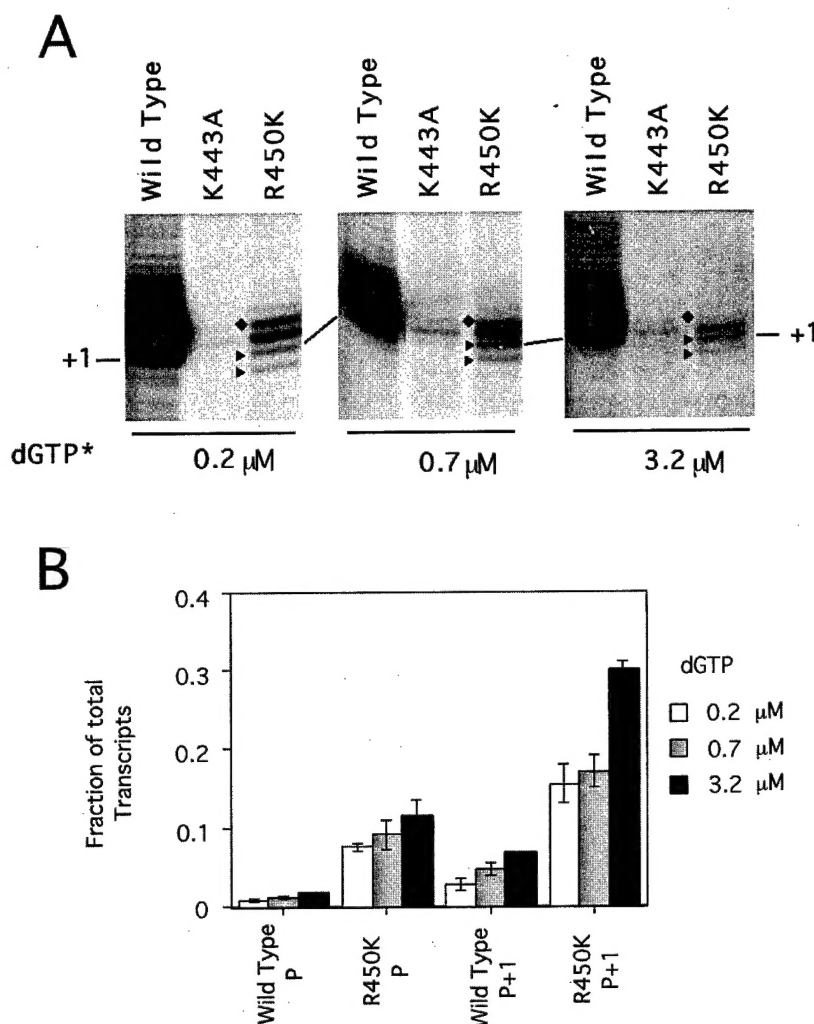 A
Wild Type
K443A
R450K
Wild Type
K443A
R450K
Wild Type
K443A
R450K
+1
+1
dGTP*
0.2 µM
0.7 µM
3.2 µM
B
Fraction of total
Transcripts
0.4
0.3
0.2
0.1
0
Wild Type
P
R450K
P
Wild Type
P+1
R450K
P+1
dGTP
0.2 µM
0.7 µM
3.2 µM